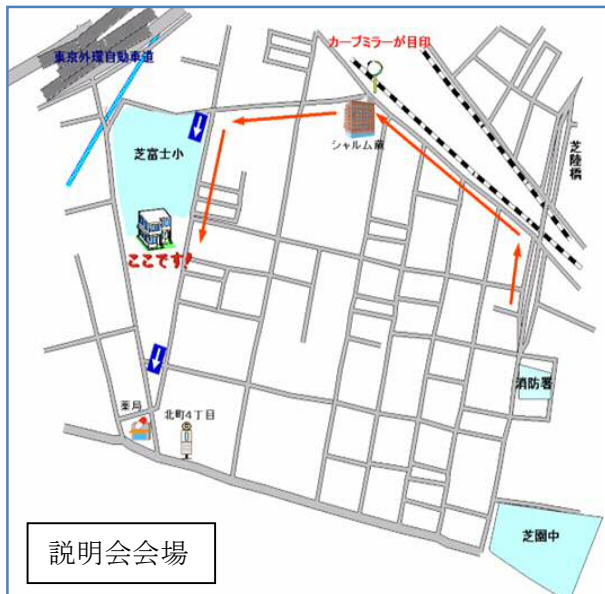 東京外環自動車道
カーブミラーが目印
芝富士小
シャルム蕨
芝陸橋
ここです!
消防署
薬局
北町4丁目
芝園中
説明会会場